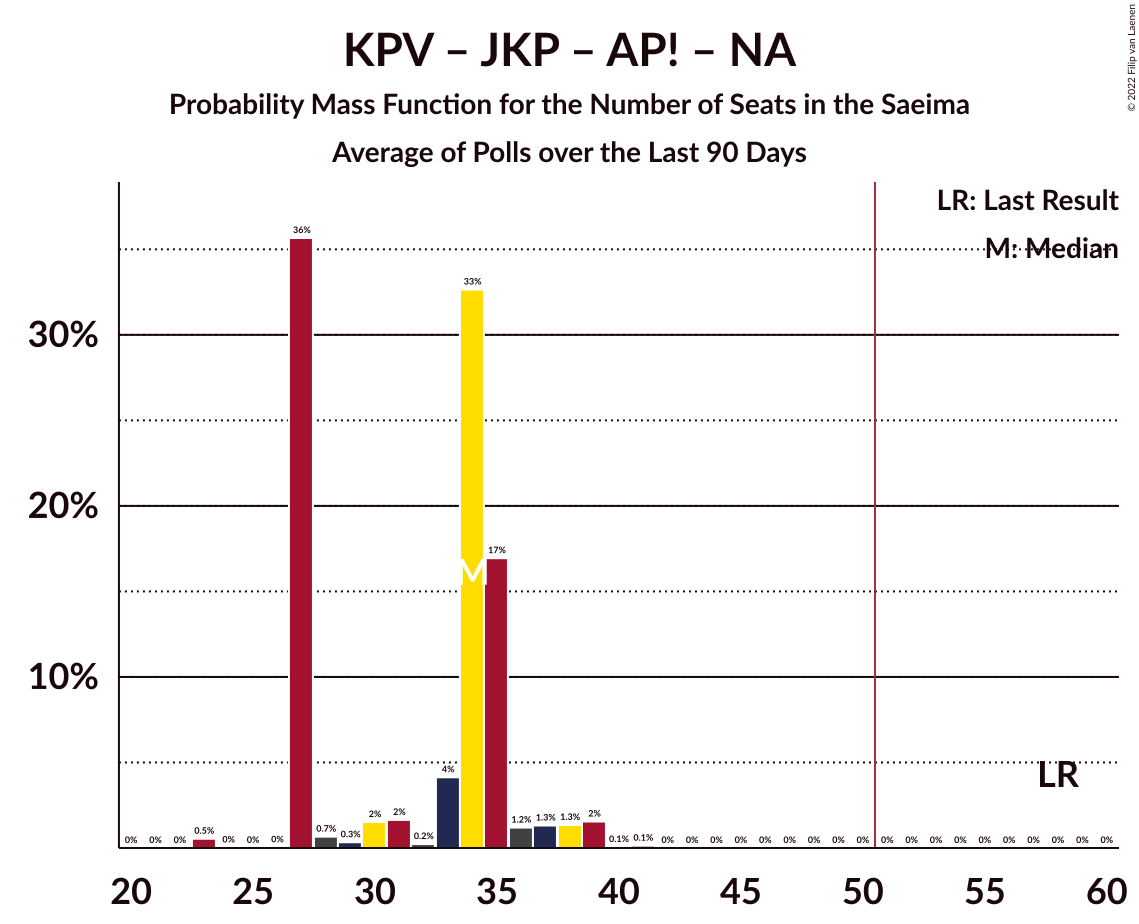 KPV – JKP – AP! – NA
Probability Mass Function for the Number of Seats in the Saeima
Average of Polls over the Last 90 Days
© 2022 Filip van Laenen
LR: Last Result
M: Median
30%
20%
10%
0% 0% 0% 0.5% 0% 0% 0% 36% 0.7% 0.3% 2% 2% 0.2% 4% 33% 17% 1.2% 1.3% 1.3% 2% 0.1% 0.1% 0% 0% 0% 0% 0% 0% 0% 0% 0% 0% 0% 0% 0% 0% 0% 0% 0% 0% 0%
M
LR
20 25 30 35 40 45 50 55 60